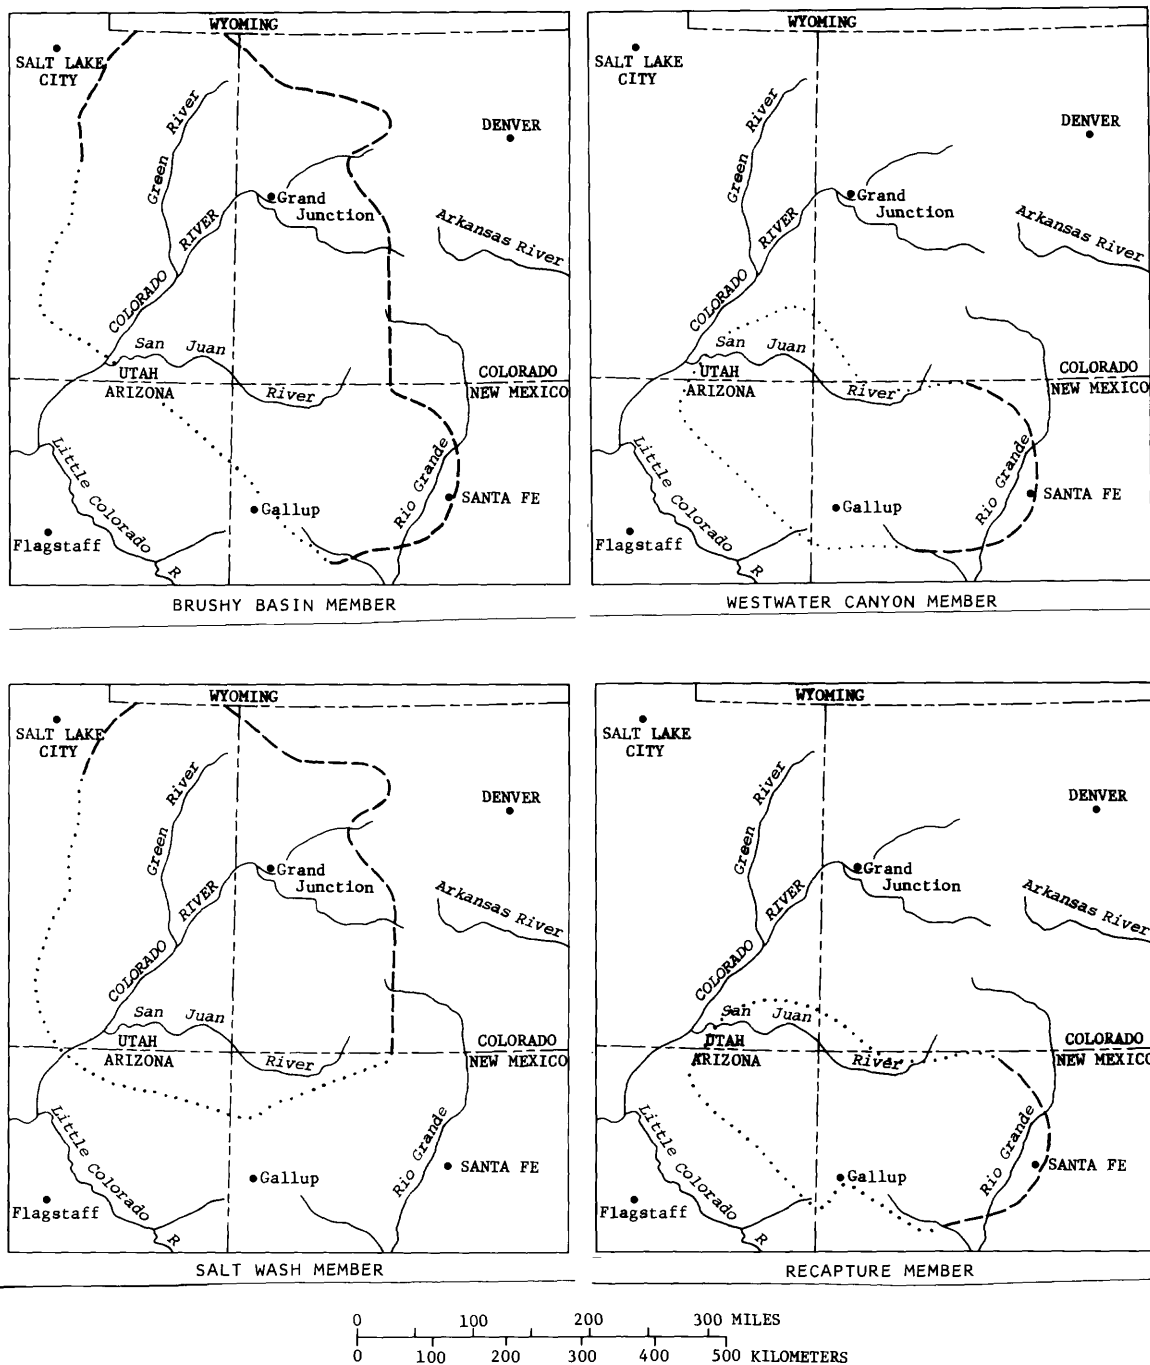 WYOMING
SALT LAKE
CITY
Green River
DENVER
Grand
Junction
COLORADO RIVER
Arkansas River
San Juan
River
UTAH
ARIZONA
COLORADO
NEW MEXICO
Little Colorado
R
Rio Grande
SANTA FE
Gallup
Flagstaff
BRUSHY BASIN MEMBER
WYOMING
SALT LAKE
CITY
Green River
DENVER
Grand
Junction
COLORADO RIVER
Arkansas River
San Juan
River
UTAH
ARIZONA
COLORADO
NEW MEXICO
Little Colorado
R
Rio Grande
SANTA FE
Gallup
Flagstaff
WESTWATER CANYON MEMBER
WYOMING
SALT LAKE
CITY
Green River
DENVER
Grand
Junction
COLORADO RIVER
Arkansas River
San Juan
River
UTAH
ARIZONA
COLORADO
NEW MEXICO
Little Colorado
R
Rio Grande
SANTA FE
Gallup
Flagstaff
SALT WASH MEMBER
WYOMING
SALT LAKE
CITY
Green River
DENVER
Grand
Junction
COLORADO RIVER
Arkansas River
San Juan
River
UTAH
ARIZONA
COLORADO
NEW MEXICO
Little Colorado
R
Rio Grande
SANTA FE
Gallup
Flagstaff
RECAPTURE MEMBER
0 100 200 300 MILES
0 100 200 300 400 500 KILOMETERS